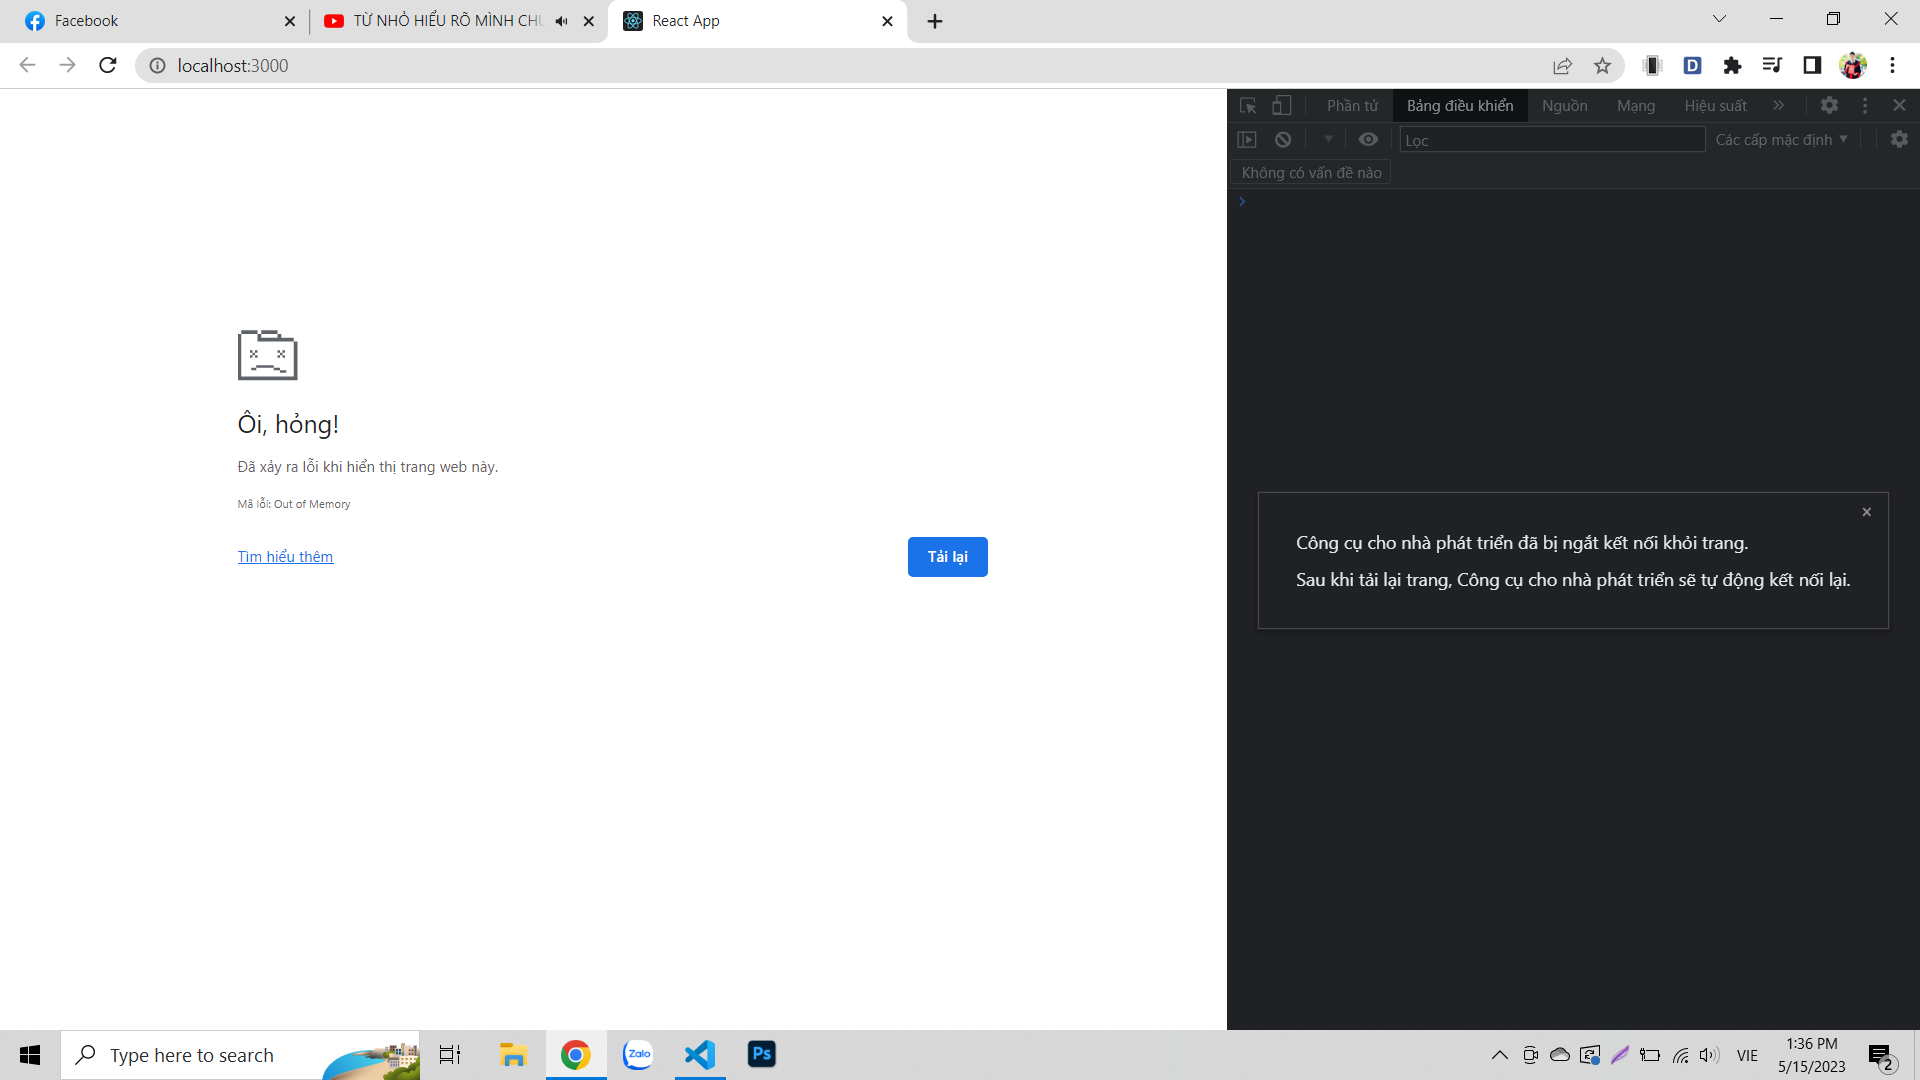 Facebook
TỪ NHỎ HIỂU RÕ MÌNH CHU
React App
localhost:3000
D
Phần tử
Bảng điều khiển
Nguồn
Mạng
Hiệu suất
Lọc
Các cấp mặc định
Không có vấn đề nào
Ôi, hỏng!
Đã xảy ra lỗi khi hiển thị trang web này.
Mã lỗi: Out of Memory
Tìm hiểu thêm
Tải lại
Công cụ cho nhà phát triển đã bị ngắt kết nối khỏi trang.
Sau khi tải lại trang, Công cụ cho nhà phát triển sẽ tự động kết nối lại.
Type here to search
Zalo
Ps
VIE
1:36 PM
5/15/2023
2